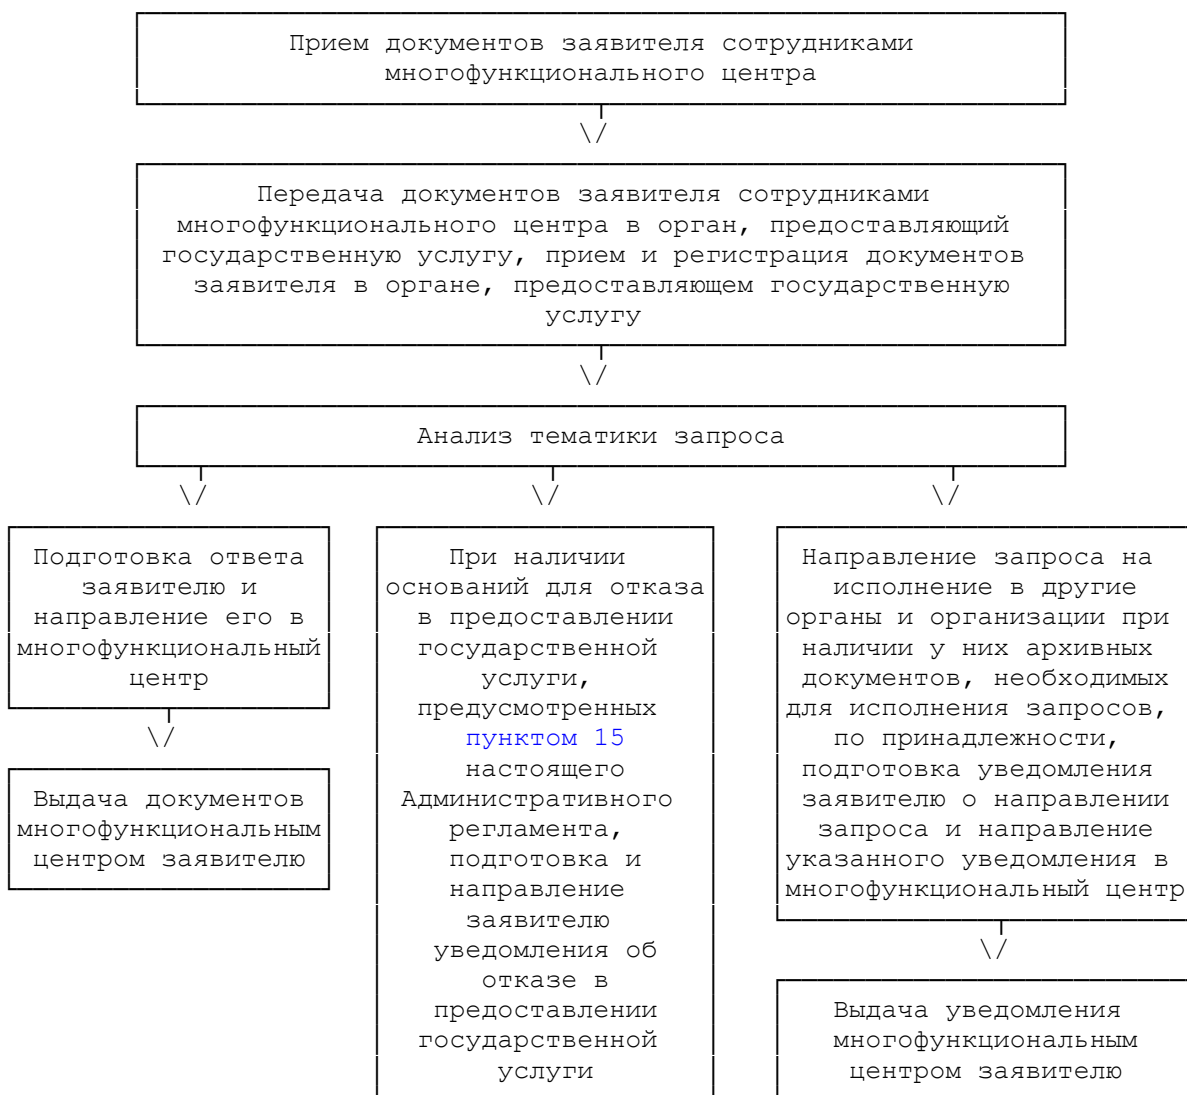 Прием документов заявителя сотрудниками
многофункционального центра
\/
Передача документов заявителя сотрудниками
многофункционального центра в орган, предоставляющий
государственную услугу, прием и регистрация документов
заявителя в органе, предоставляющем государственную
услугу
\/
Анализ тематики запроса
\/ \/ \/
Подготовка ответа
заявителю и
направление его в
многофункциональный
центр
\/
Выдача документов
многофункциональным
центром заявителю
При наличии
оснований для отказа
в предоставлении
государственной
услуги,
предусмотренных
пунктом 15
настоящего
Административного
регламента,
подготовка и
направление
заявителю
уведомления об
отказе в
предоставлении
государственной
услуги
Направление запроса на
исполнение в другие
органы и организации при
наличии у них архивных
документов, необходимых
для исполнения запросов,
по принадлежности,
подготовка уведомления
заявителю о направлении
запроса и направление
указанного уведомления в
многофункциональный центр
\/
Выдача уведомления
многофункциональным
центром заявителю